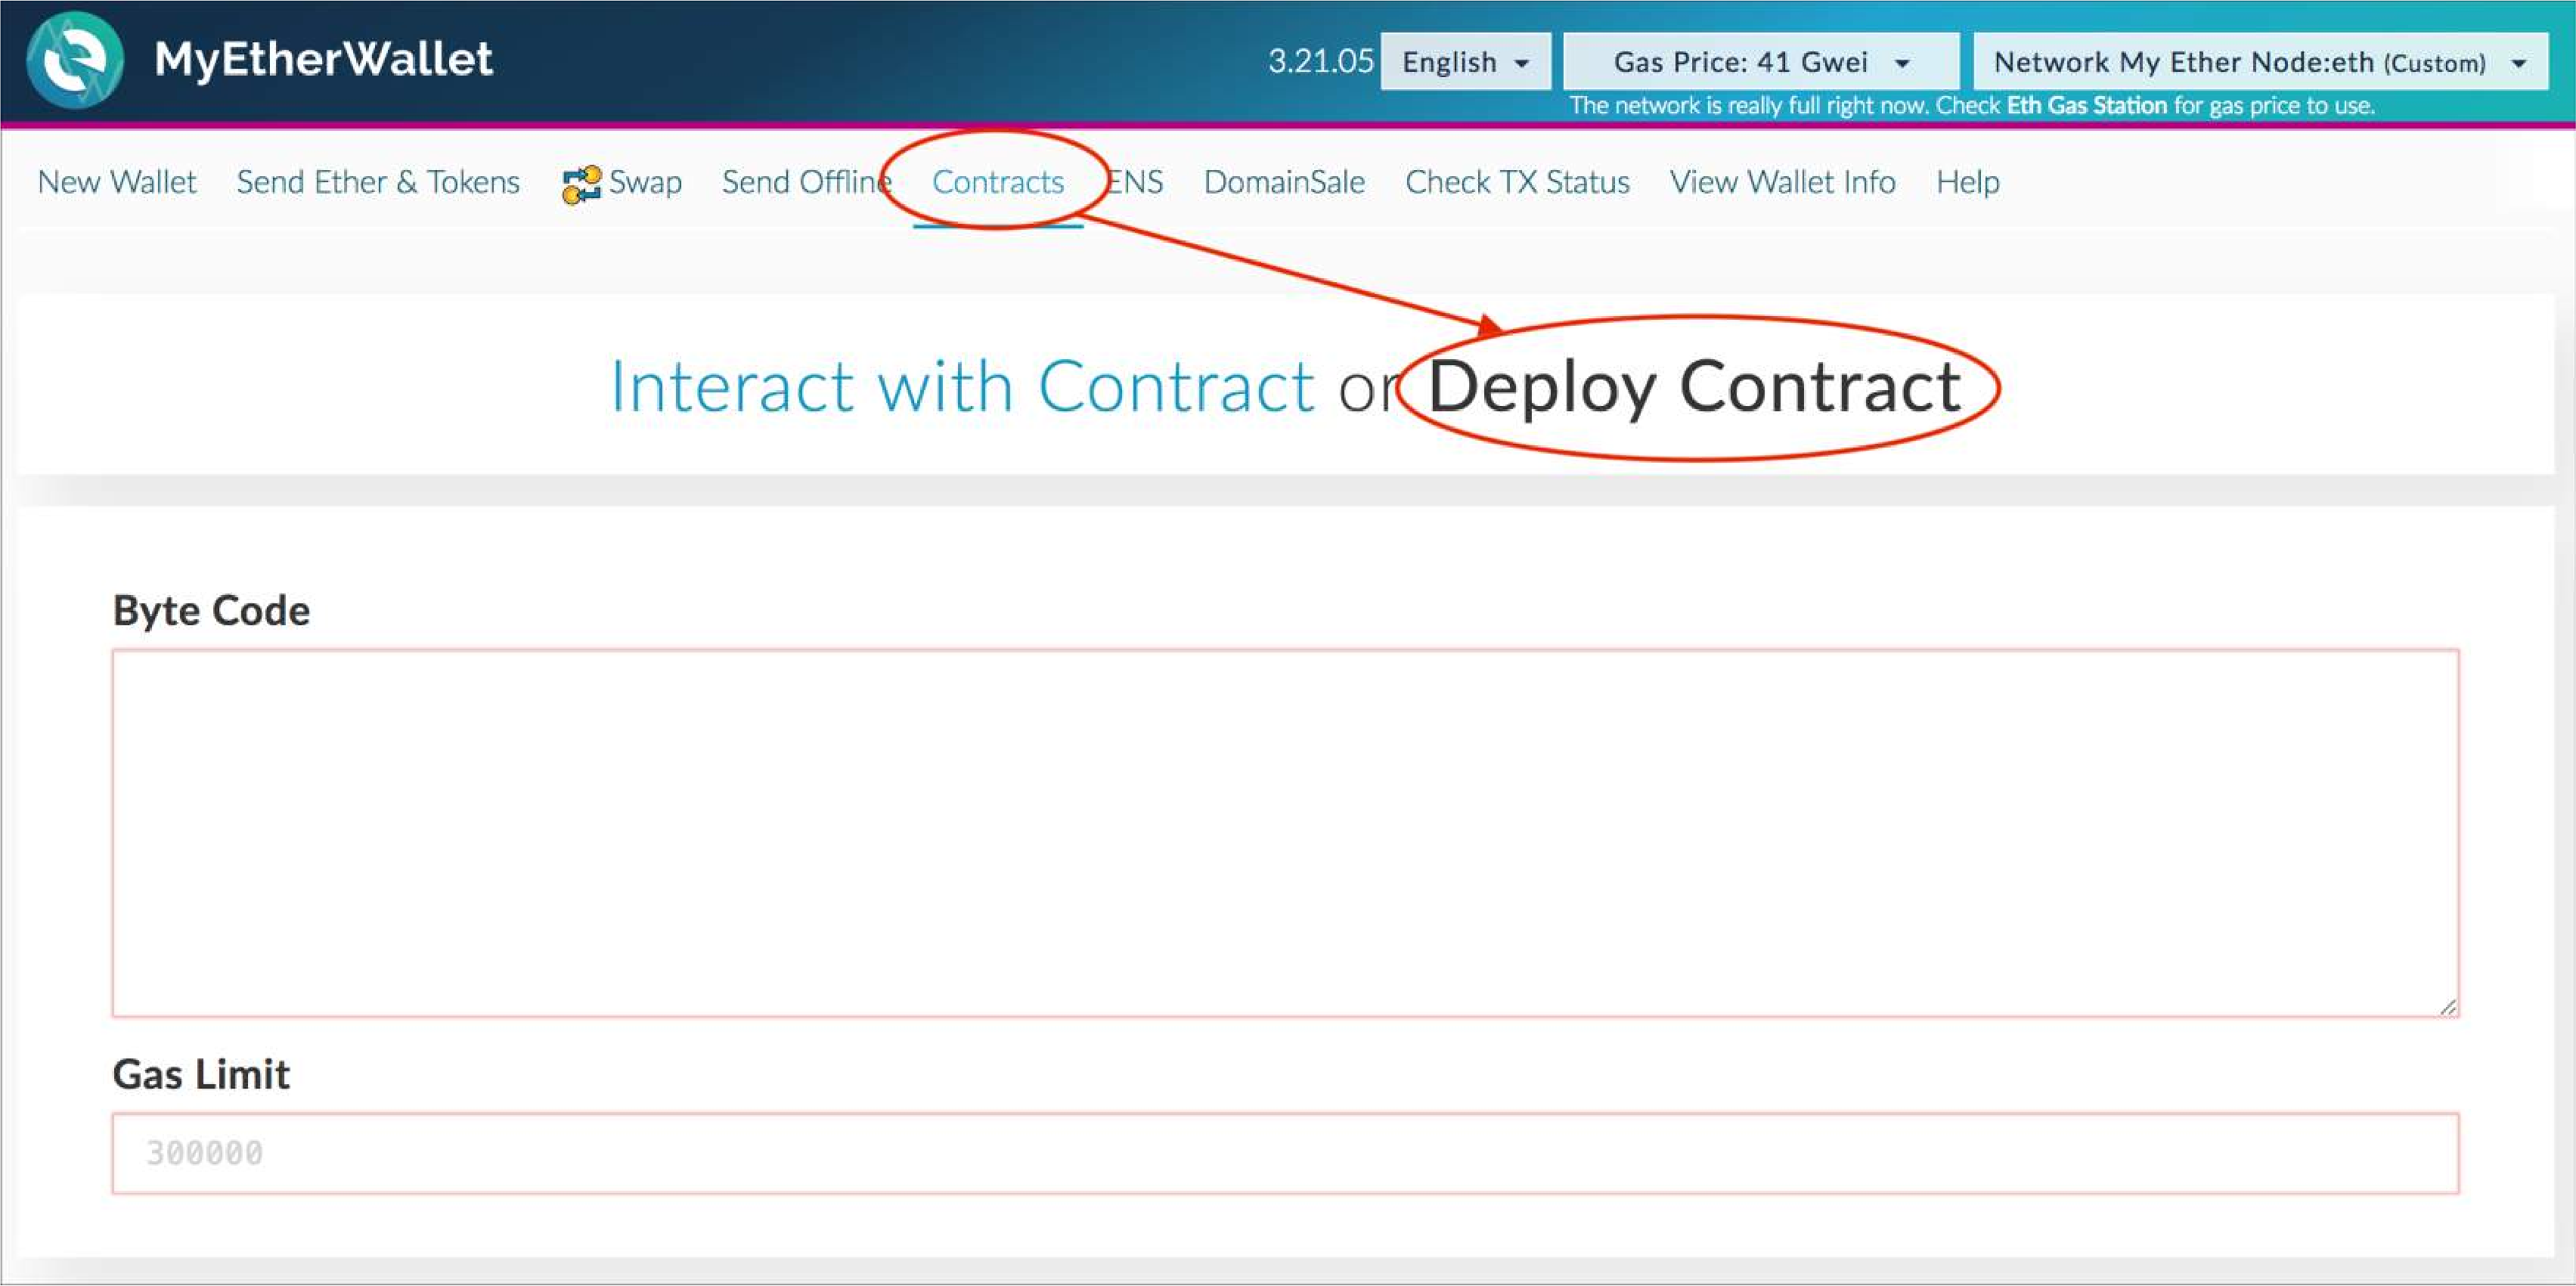 MyEtherWallet
3.21.05 English Gas Price: 41 Gwei Network My Ether Node:eth (Custom)
The network is really full right now. Check Eth Gas Station for gas price to use.
New Wallet Send Ether & Tokens Swap Send Offline Contracts ENS DomainSale Check TX Status View Wallet Info Help
Interact with Contract or Deploy Contract
Byte Code
Gas Limit
300000